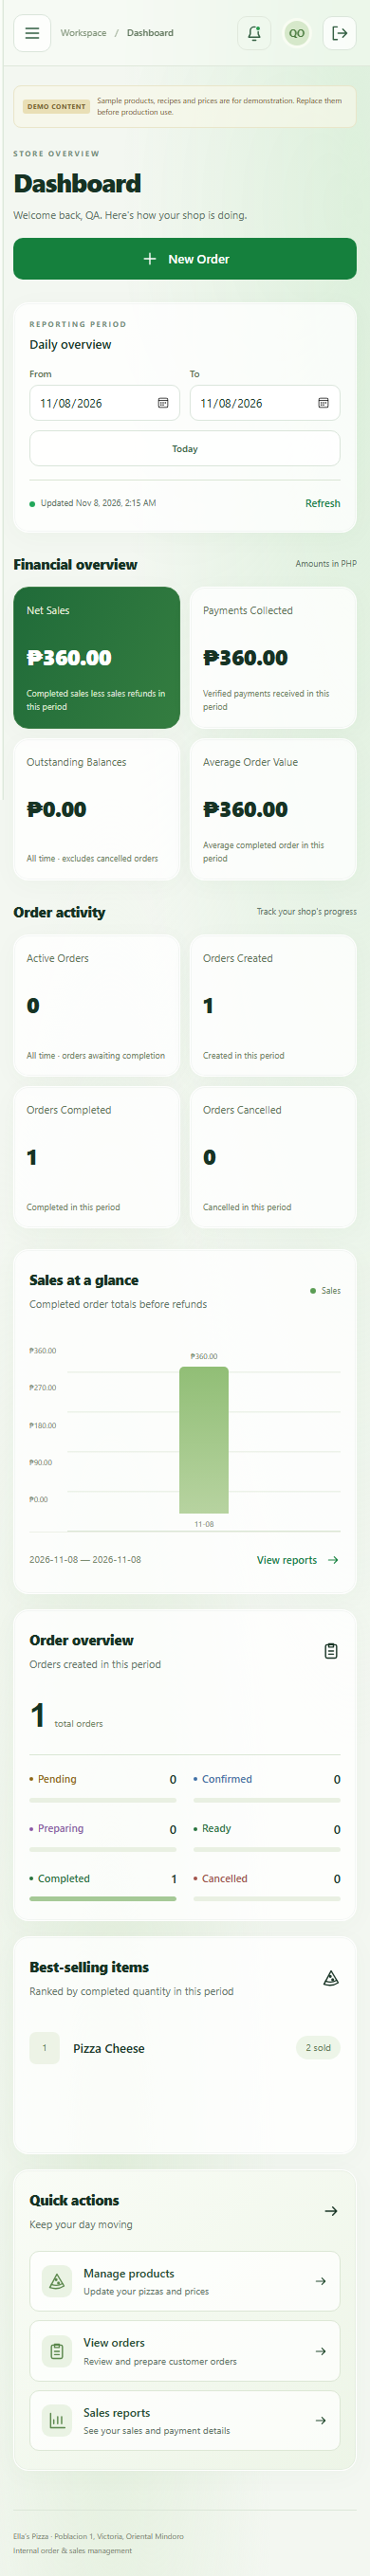 Workspace / Dashboard
QO
DEMO CONTENT
Sample products, recipes and prices are for demonstration. Replace them
before production use.
STORE OVERVIEW
Dashboard
Welcome back, QA. Here's how your shop is doing.
New Order
REPORTING PERIOD
Daily overview
From
To
11/08/2026
11/08/2026
Today
Updated Nov 8, 2026, 2:15 AM
Refresh
Financial overview
Amounts in PHP
Net Sales
₱360.00
Completed sales less sales refunds in
this period
Payments Collected
₱360.00
Verified payments received in this
period
Outstanding Balances
₱0.00
All time · excludes cancelled orders
Average Order Value
₱360.00
Average completed order in this
period
Order activity
Track your shop's progress
Active Orders
0
All time · orders awaiting completion
Orders Created
1
Created in this period
Orders Completed
1
Completed in this period
Orders Cancelled
0
Cancelled in this period
Sales at a glance
Completed order totals before refunds
Sales
₱360.00
₱270.00
₱180.00
₱90.00
₱0.00
₱360.00
11-08
2026-11-08 — 2026-11-08
View reports
Order overview
Orders created in this period
1 total orders
Pending 0
Confirmed 0
Preparing 0
Ready 0
Completed 1
Cancelled 0
Best-selling items
Ranked by completed quantity in this period
1 Pizza Cheese 2 sold
Quick actions
Keep your day moving
Manage products
Update your pizzas and prices
View orders
Review and prepare customer orders
Sales reports
See your sales and payment details
Ella's Pizza · Poblacion 1, Victoria, Oriental Mindoro
Internal order & sales management